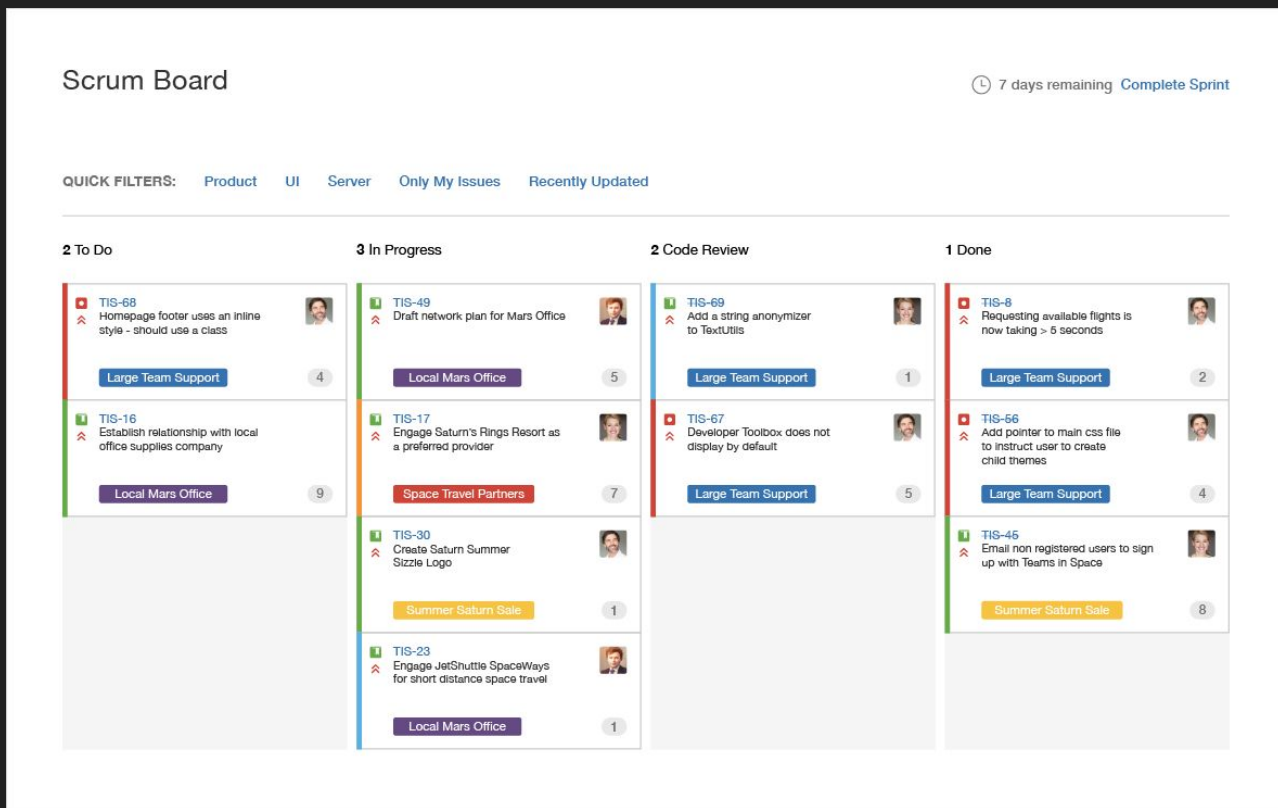 Scrum Board
7 days remaining Complete Sprint
QUICK FILTERS: Product UI Server Only My Issues Recently Updated
2 To Do
TIS-68
Homepage footer uses an inline
style - should use a class
Large Team Support 4
TIS-16
Establish relationship with local
office supplies company
Local Mars Office 9
3 In Progress
TIS-49
Draft network plan for Mars Office
Local Mars Office 5
TIS-17
Engage Saturn's Rings Resort as
a preferred provider
Space Travel Partners 7
TIS-30
Create Saturn Summer
Sizzle Logo
Summer Saturn Sale 1
TIS-23
Engage JetShuttle SpaceWays
for short distance space travel
Local Mars Office 1
2 Code Review
TIS-69
Add a string anonymizer
to TextUtils
Large Team Support 1
TIS-67
Developer Toolbox does not
display by default
Large Team Support 5
1 Done
TIS-8
Requesting available flights is
now taking > 5 seconds
Large Team Support 2
TIS-56
Add pointer to main css file
to instruct user to create
child themes
Large Team Support 4
TIS-45
Email non registered users to sign
up with Teams in Space
Summer Saturn Sale 8